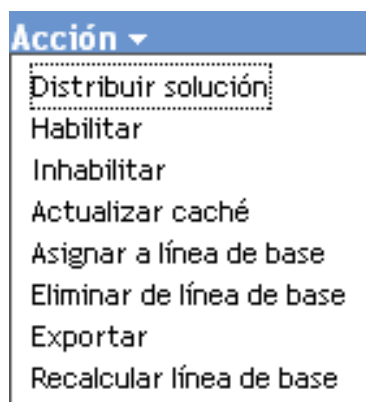 Acción
Distribuir solución
Habilitar
Inhabilitar
Actualizar caché
Asignar a línea de base
Eliminar de línea de base
Exportar
Recalcular línea de base